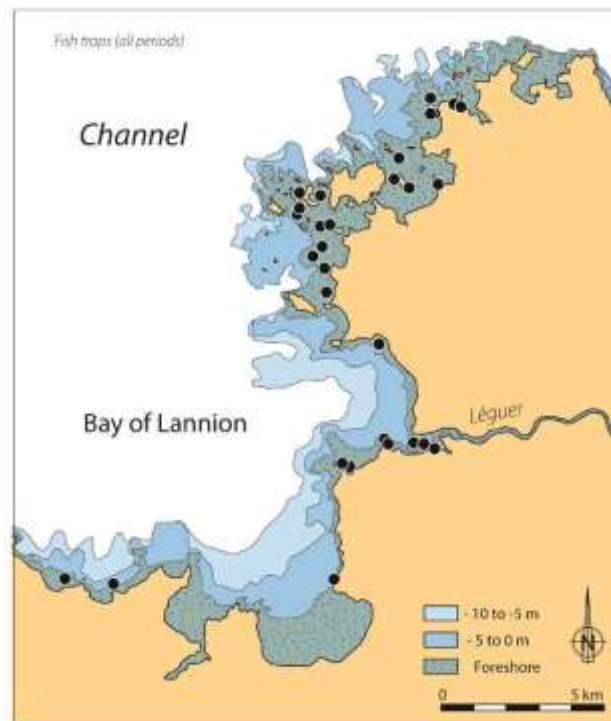 Fish traps (all periods)
Channel
Bay of Lannion
Léguer
- 10 to -5 m
- 5 to 0 m
Foreshore
N
0 5 km